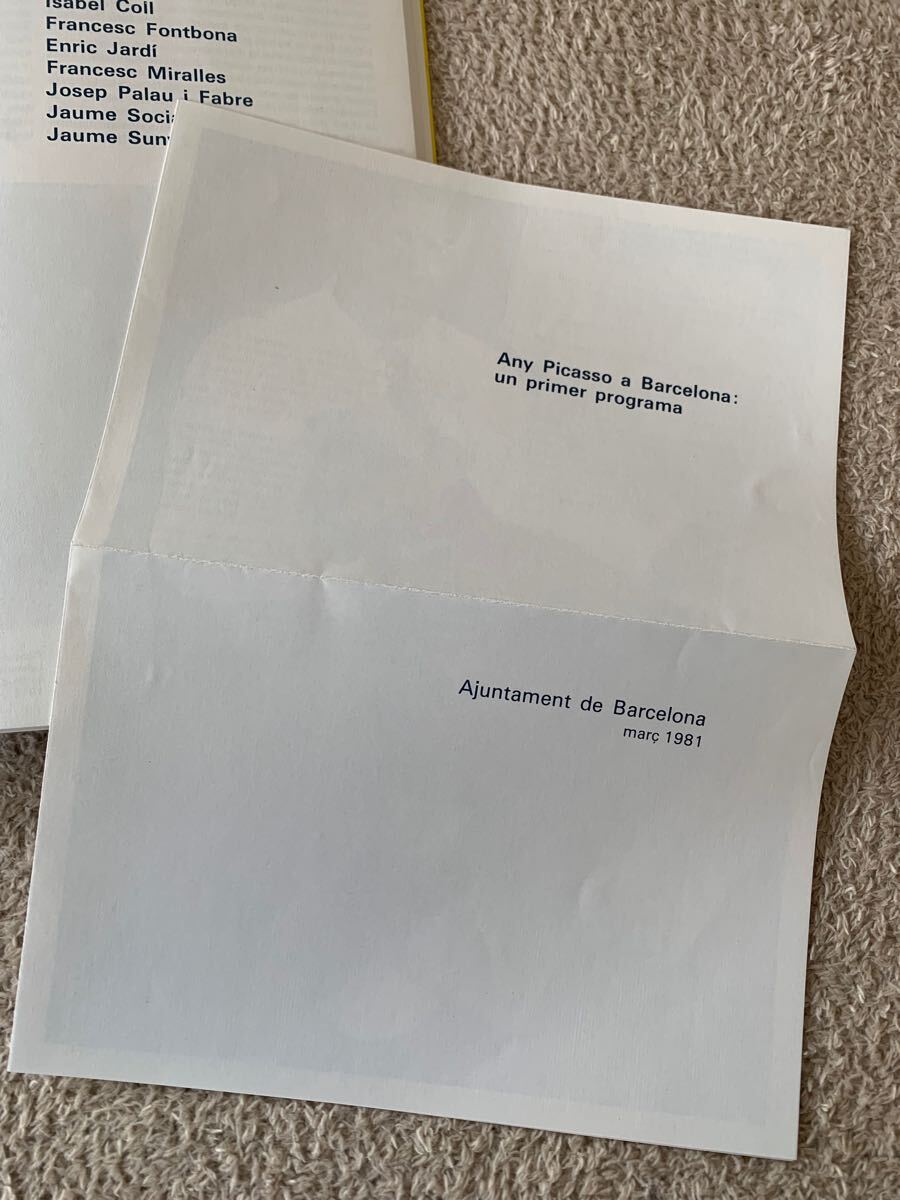 Isabel Coll
Francesc Fontbona
Enric Jardí
Francesc Miralles
Josep Palau i Fabre
Jaume
Jaume
Any Picasso a Barcelona:
un primer programa
Ajuntament de Barcelona
març 1981